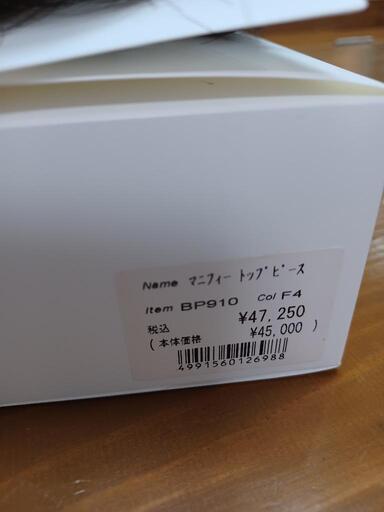 Name マニフィー トップピース
Item BP910 Col F4
¥47,250
税込
(本体価格 ¥45,000 )
4991560126988